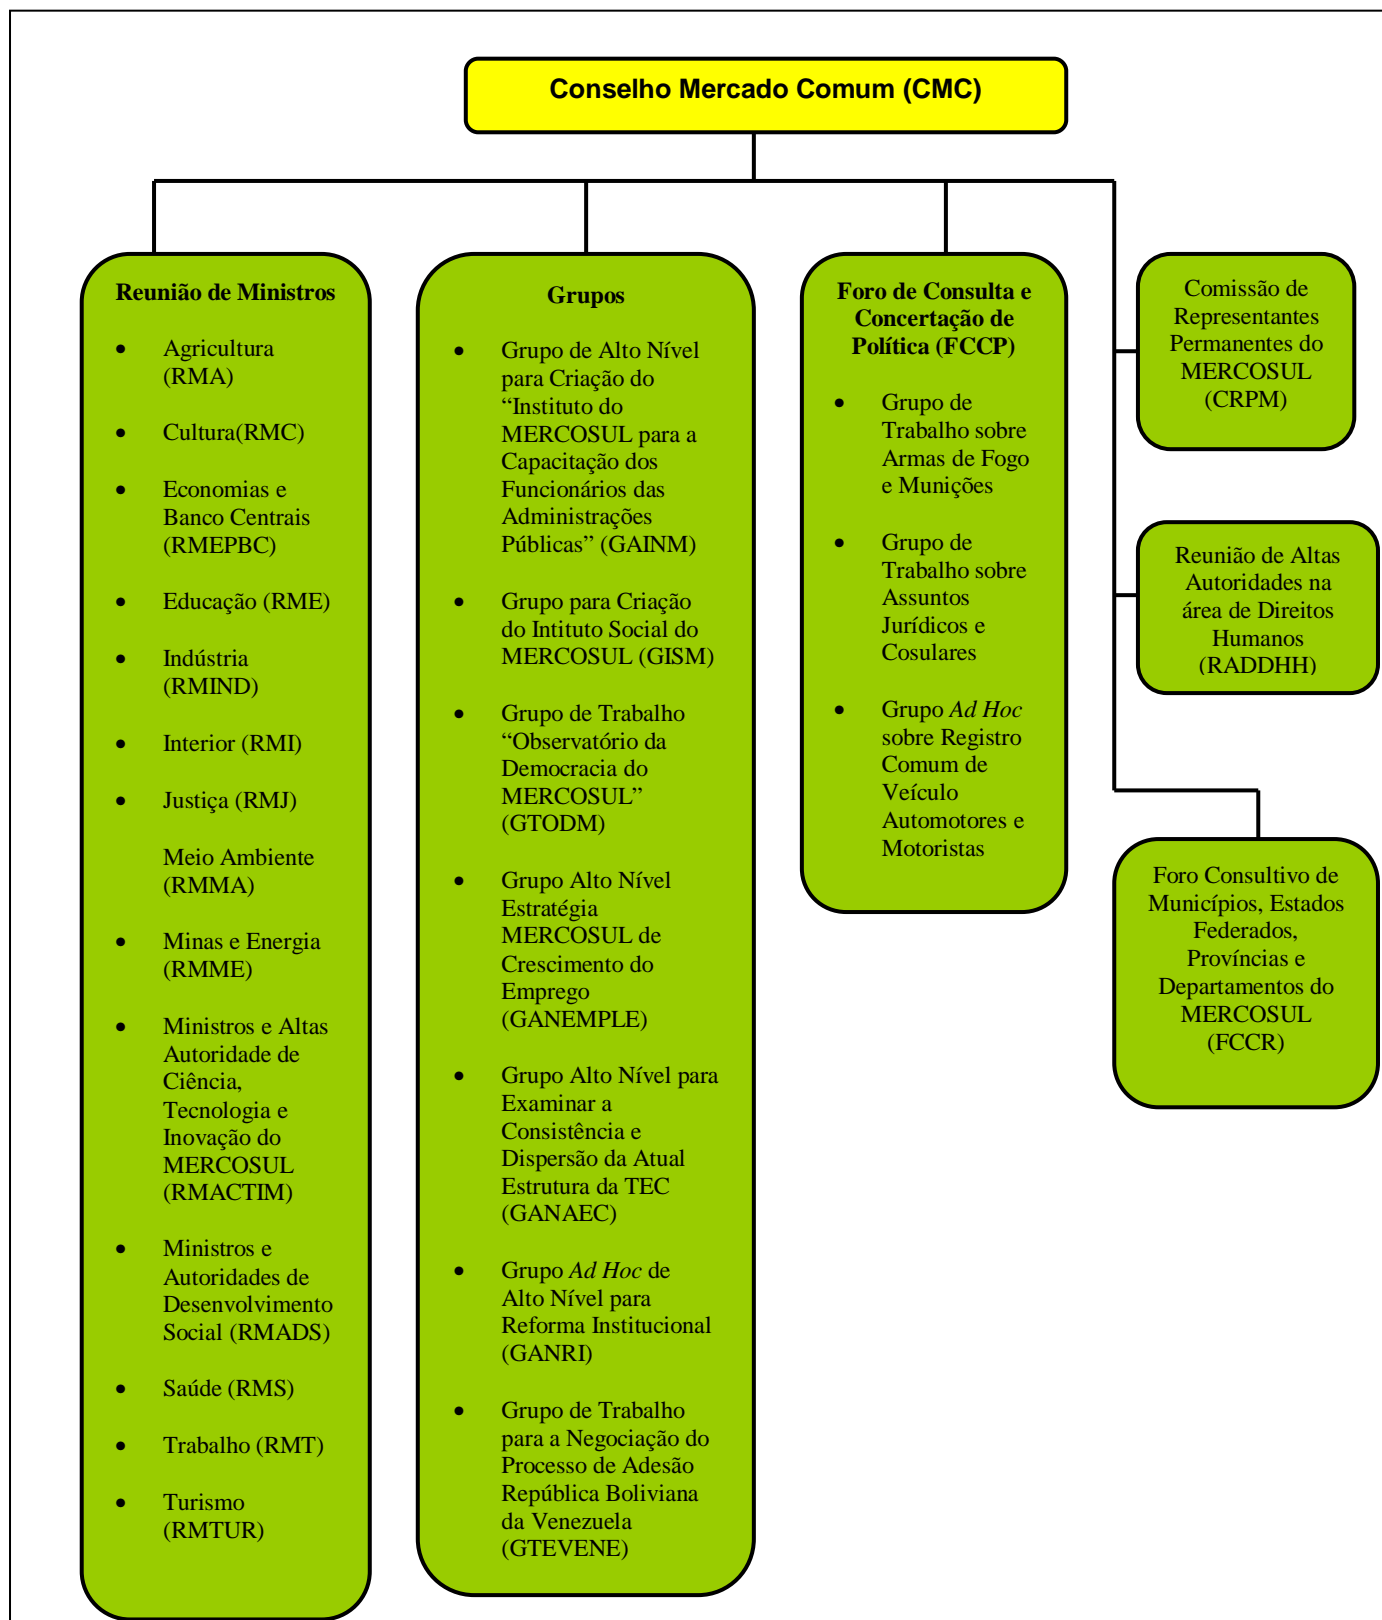 Conselho Mercado Comum (CMC)
Reunião de Ministros
• Agricultura
(RMA)
• Cultura(RMC)
• Economias e
Banco Centrais
(RMEPBC)
• Educação (RME)
• Indústria
(RMIND)
• Interior (RMI)
• Justiça (RMJ)
Meio Ambiente
(RMMA)
• Minas e Energia
(RMME)
• Ministros e Altas
Autoridade de
Ciência,
Tecnologia e
Inovação do
MERCOSUL
(RMACTIM)
• Ministros e
Autoridades de
Desenvolvimento
Social (RMADS)
• Saúde (RMS)
• Trabalho (RMT)
• Turismo
(RMTUR)
Grupos
• Grupo de Alto Nível
para Criação do
“Instituto do
MERCOSUL para a
Capacitação dos
Funcionários das
Administrações
Públicas” (GAINM)
• Grupo para Criação
do Intituto Social do
MERCOSUL (GISM)
• Grupo de Trabalho
“Observatório da
Democracia do
MERCOSUL”
(GTODM)
• Grupo Alto Nível
Estratégia
MERCOSUL de
Crescimento do
Emprego
(GANEMPLE)
• Grupo Alto Nível para
Examinar a
Consistência e
Dispersão da Atual
Estrutura da TEC
(GANAEC)
• Grupo Ad Hoc de
Alto Nível para
Reforma Institucional
(GANRI)
• Grupo de Trabalho
para a Negociação do
Processo de Adesão
República Boliviana
da Venezuela
(GTEVENE)
Foro de Consulta e
Concertação de
Política (FCCP)
• Grupo de
Trabalho sobre
Armas de Fogo
e Munições
• Grupo de
Trabalho sobre
Assuntos
Jurídicos e
Cosulares
• Grupo Ad Hoc
sobre Registro
Comum de
Veículo
Automotores e
Motoristas
Comissão de
Representantes
Permanentes do
MERCOSUL
(CRPM)
Reunião de Altas
Autoridades na
área de Direitos
Humanos
(RADDHH)
Foro Consultivo de
Municípios, Estados
Federados,
Províncias e
Departamentos do
MERCOSUL
(FCCR)